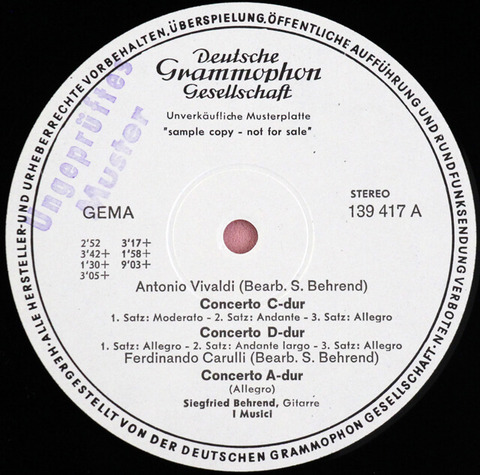 ALLE HERSTELLER- UND URHEBERRECHTE VORBEHALTEN, ÜBERSPIELUNG, ÖFFENTLICHE AUFFÜHRUNG UND RUNDFUNKSENDUNG VERBOTEN·
Deutsche
Grammophon
Gesellschaft
Unverkäufliche Musterplatte
"sample copy - not for sale"
Ungeprüftes
Muster
GEMA
STEREO
139 417 A
2'52 3'17+
3'42+ 1'58+
1'30+ 9'03+
3'05+
Antonio Vivaldi (Bearb. S. Behrend)
Concerto C-dur
1. Satz: Moderato - 2. Satz: Andante - 3. Satz: Allegro
Concerto D-dur
1. Satz: Allegro - 2. Satz: Andante largo - 3. Satz: Allegro
Ferdinando Carulli (Bearb. S. Behrend)
Concerto A-dur
(Allegro)
Siegfried Behrend, Gitarre
I Musici
HERGESTELLT VON DER DEUTSCHEN GRAMMOPHON GESELLSCHAFT·